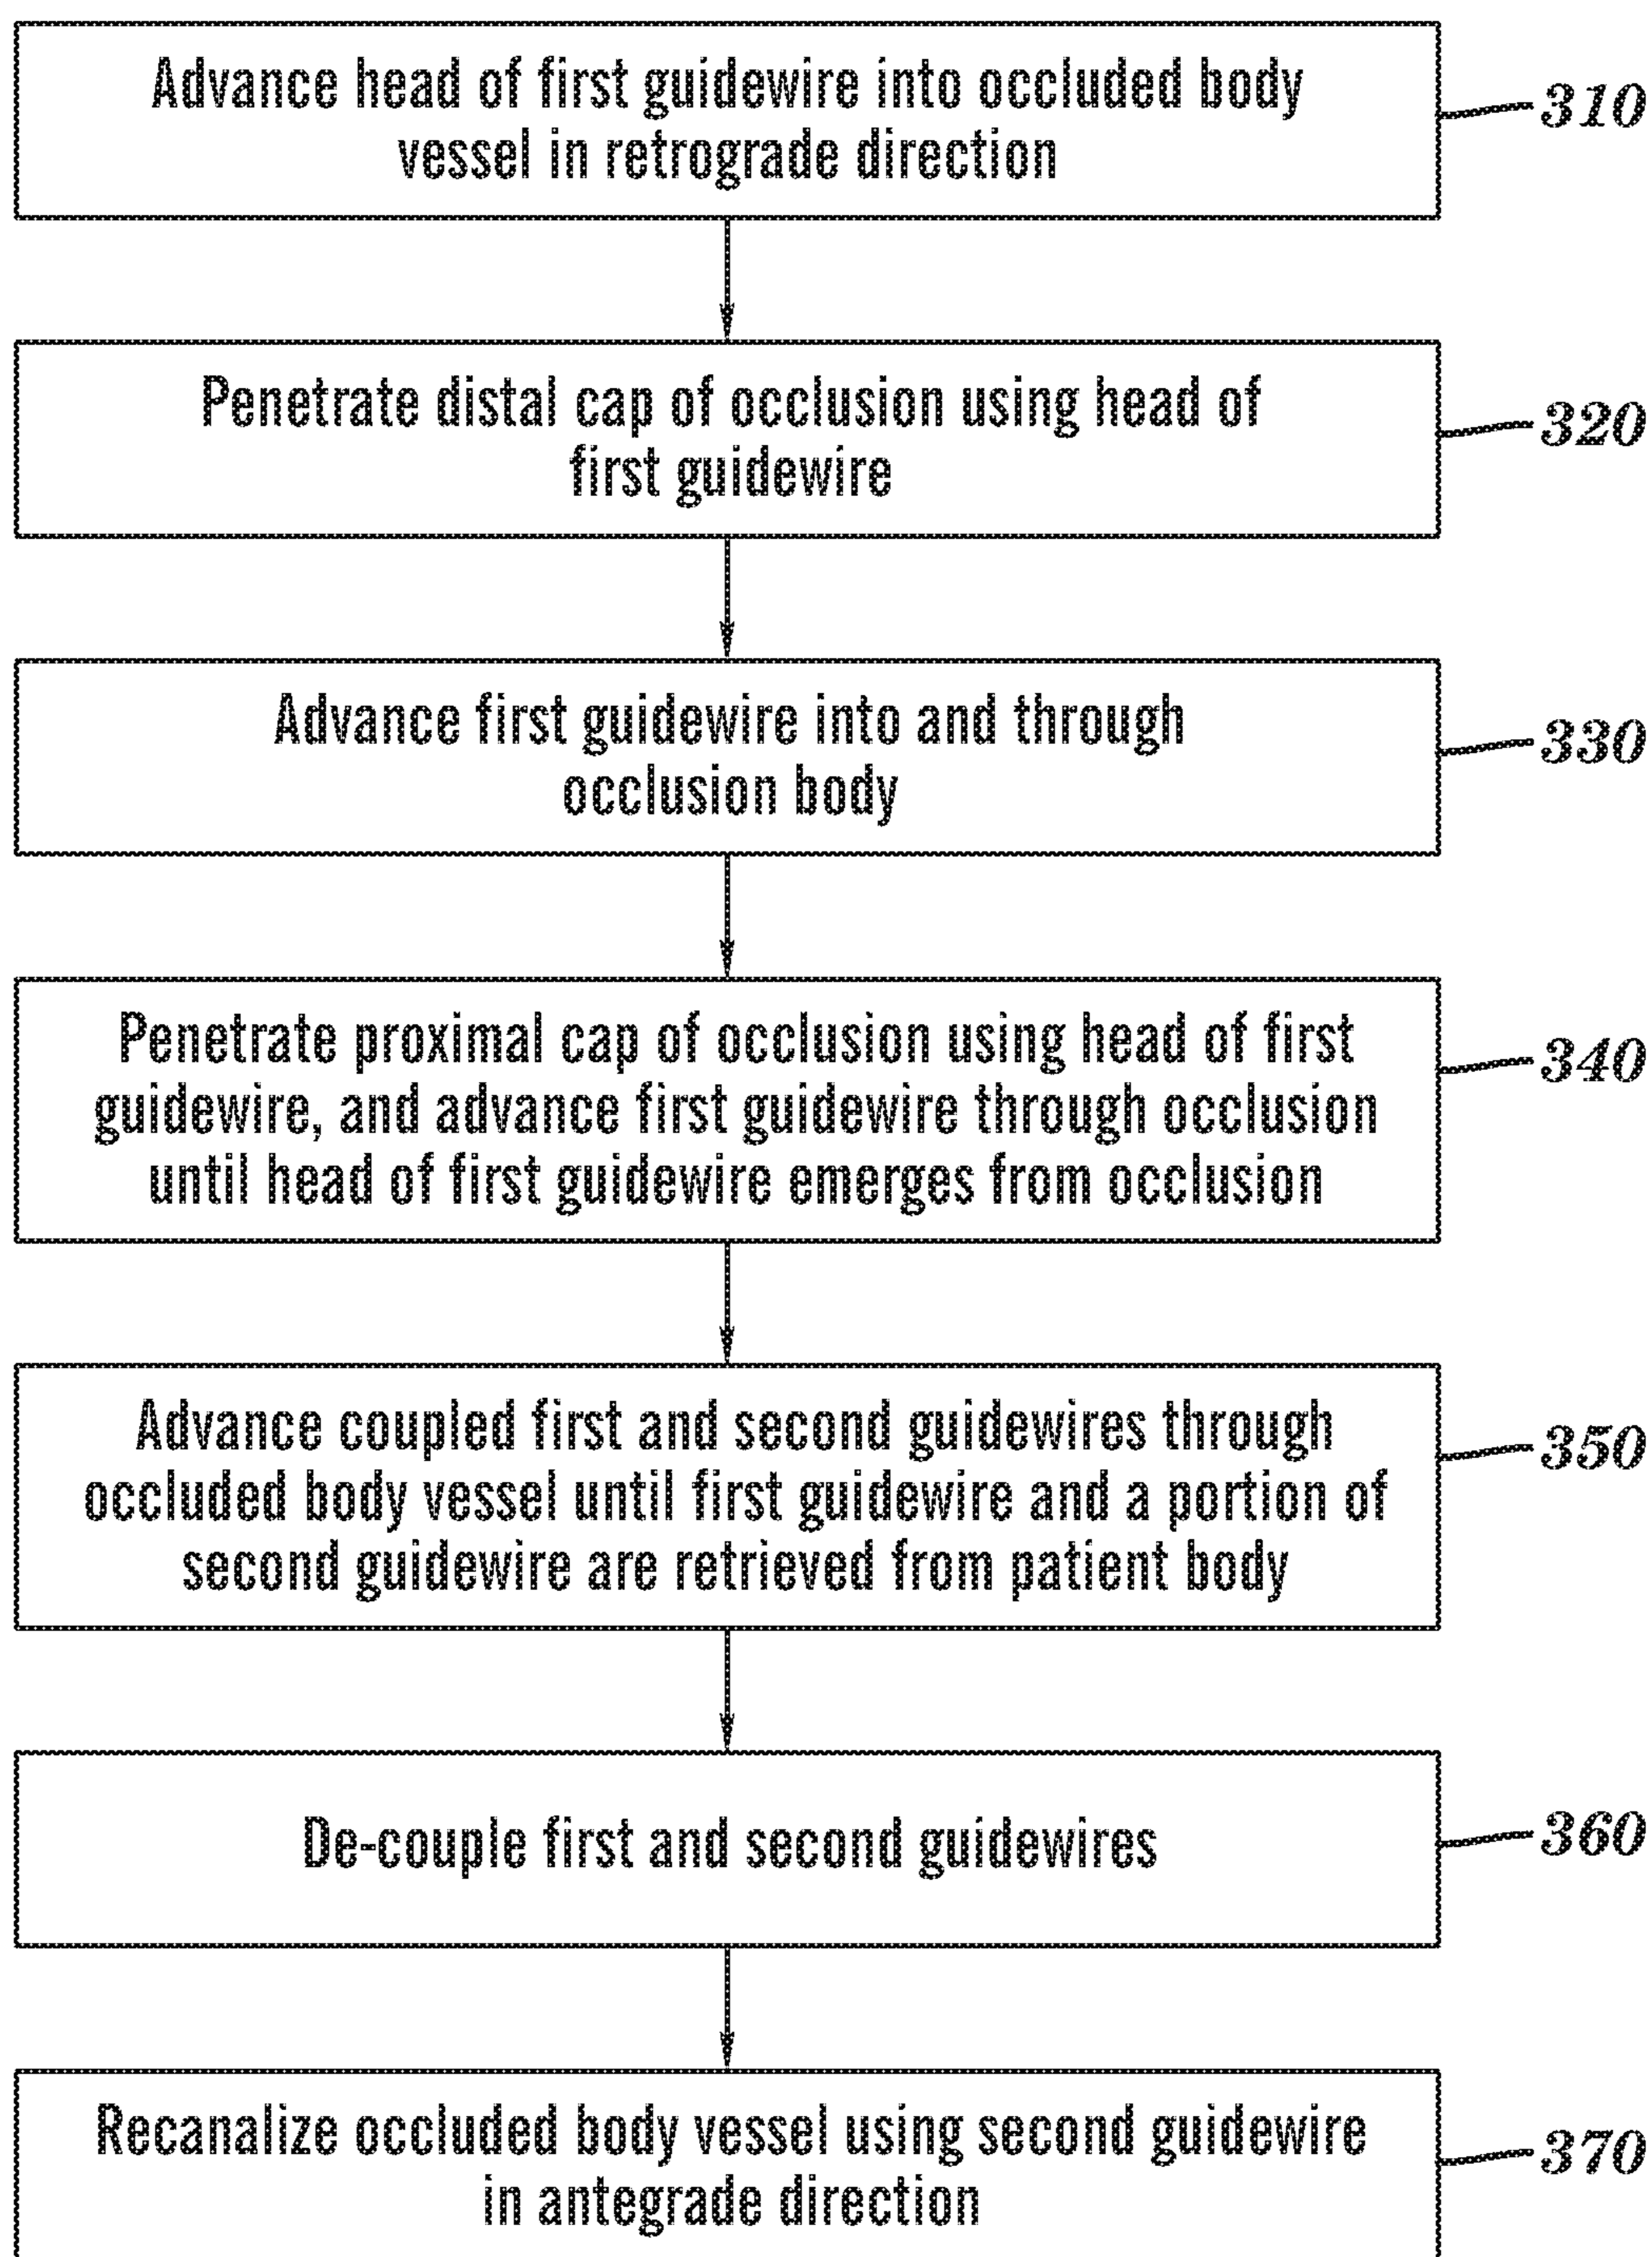 Advance head of first guidewire into occluded body
vessel in retrograde direction
310
Penetrate distal cap of occlusion using head of
first guidewire
320
Advance first guidewire into and through
occlusion body
330
Penetrate proximal cap of occlusion using head of first
guidewire, and advance first guidewire through occlusion
until head of first guidewire emerges from occlusion
340
Advance coupled first and second guidewires through
occluded body vessel until first guidewire and a portion of
second guidewire are retrieved from patient body
350
De-couple first and second guidewires
360
Recanalize occluded body vessel using second guidewire
in antegrade direction
370